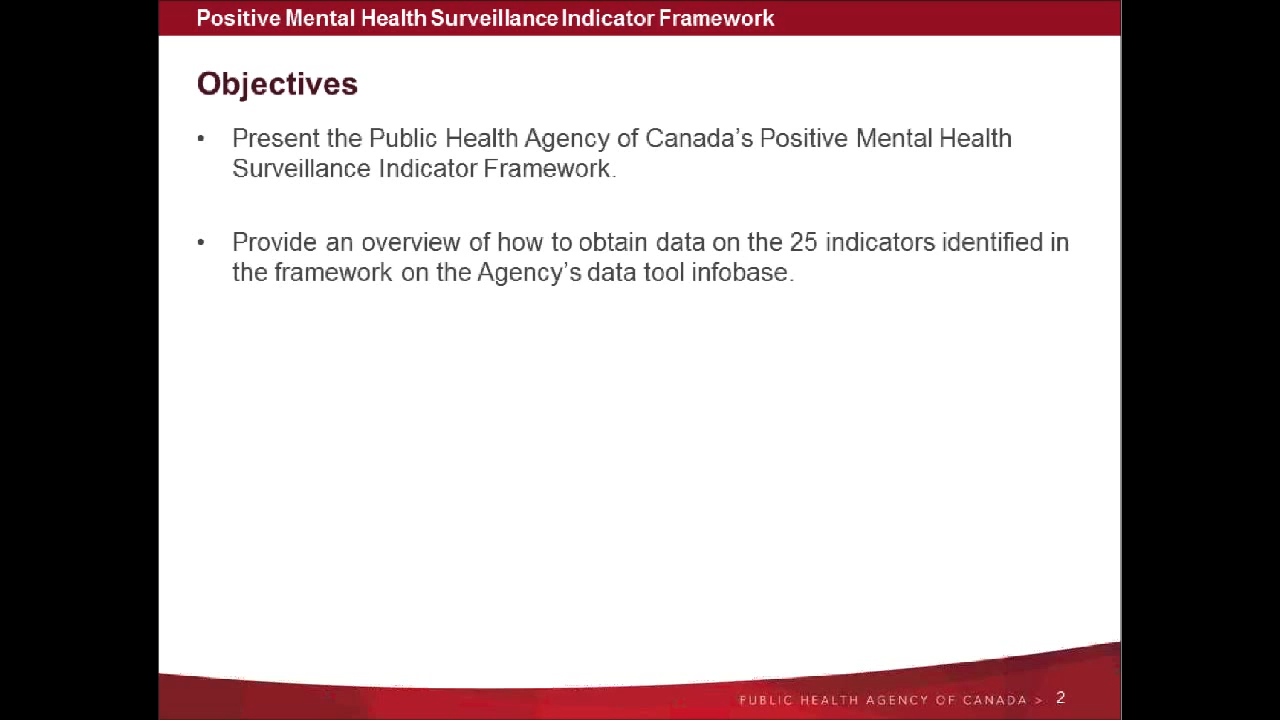 Positive Mental Health Surveillance Indicator Framework
Objectives
• Present the Public Health Agency of Canada’s Positive Mental Health
Surveillance Indicator Framework.
• Provide an overview of how to obtain data on the 25 indicators identified in
the framework on the Agency’s data tool infobase.
PUBLIC HEALTH AGENCY OF CANADA > 2